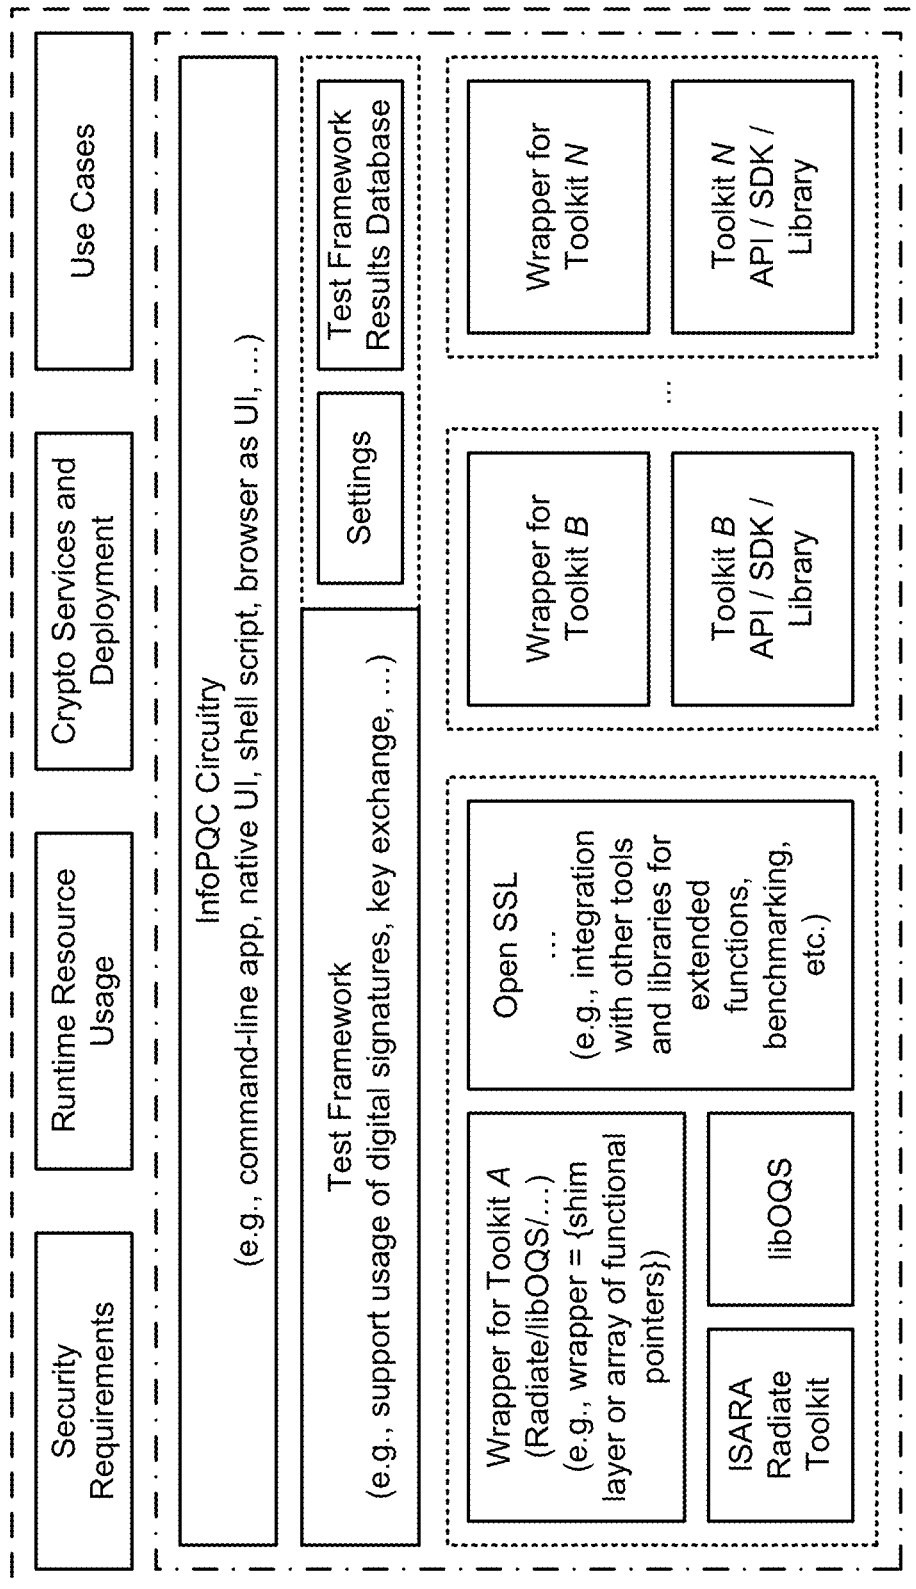 Security
Requirements
Runtime Resource
Usage
Crypto Services and
Deployment
Use Cases
InfoPQC Circuitry
(e.g., command-line app, native UI, shell script, browser as UI, …)
Test Framework
(e.g., support usage of digital signatures, key exchange, …)
Settings
Test Framework
Results Database
Wrapper for Toolkit A
(Radiate/libOQS/…)
(e.g., wrapper = {shim
layer or array of functional
pointers})
ISARA
Radiate
Toolkit
libOQS
Open SSL
…
(e.g., integration
with other tools
and libraries for
extended
functions,
benchmarking,
etc.)
Wrapper for
Toolkit B
Toolkit B
API / SDK /
Library
…
Wrapper for
Toolkit N
Toolkit N
API / SDK /
Library